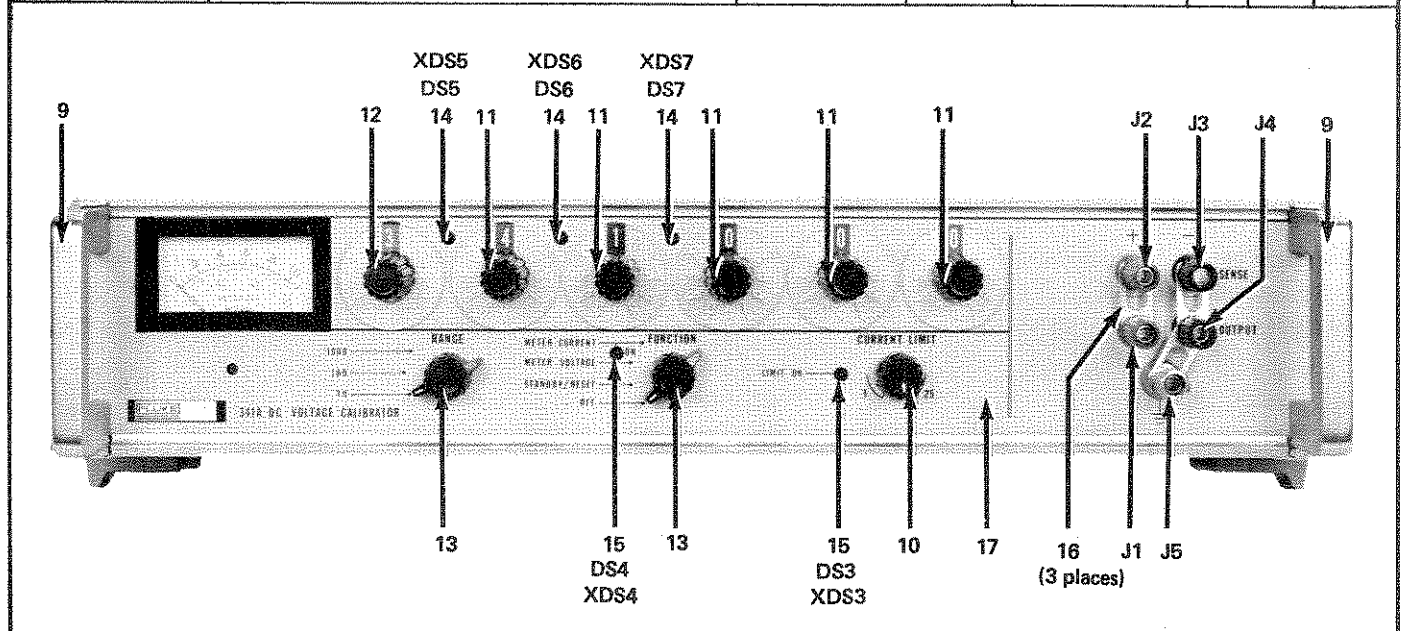 XDS5 XDS6 XDS7
DS5 DS6 DS7
9 12 14 11 14 11 14 11 11 11 J2 J3 J4 9
+ −
SENSE
OUTPUT
RANGE
1000
100
10
METER CURRENT
FUNCTION
ON
METER VOLTAGE
STANDBY/RESET
OFF
CURRENT LIMIT
LIMIT ON
1 25
FLUKE
341A DC VOLTAGE CALIBRATOR
13 15 13 15 10 17 16 J1 J5
DS4 DS3 (3 places)
XDS4 XDS3